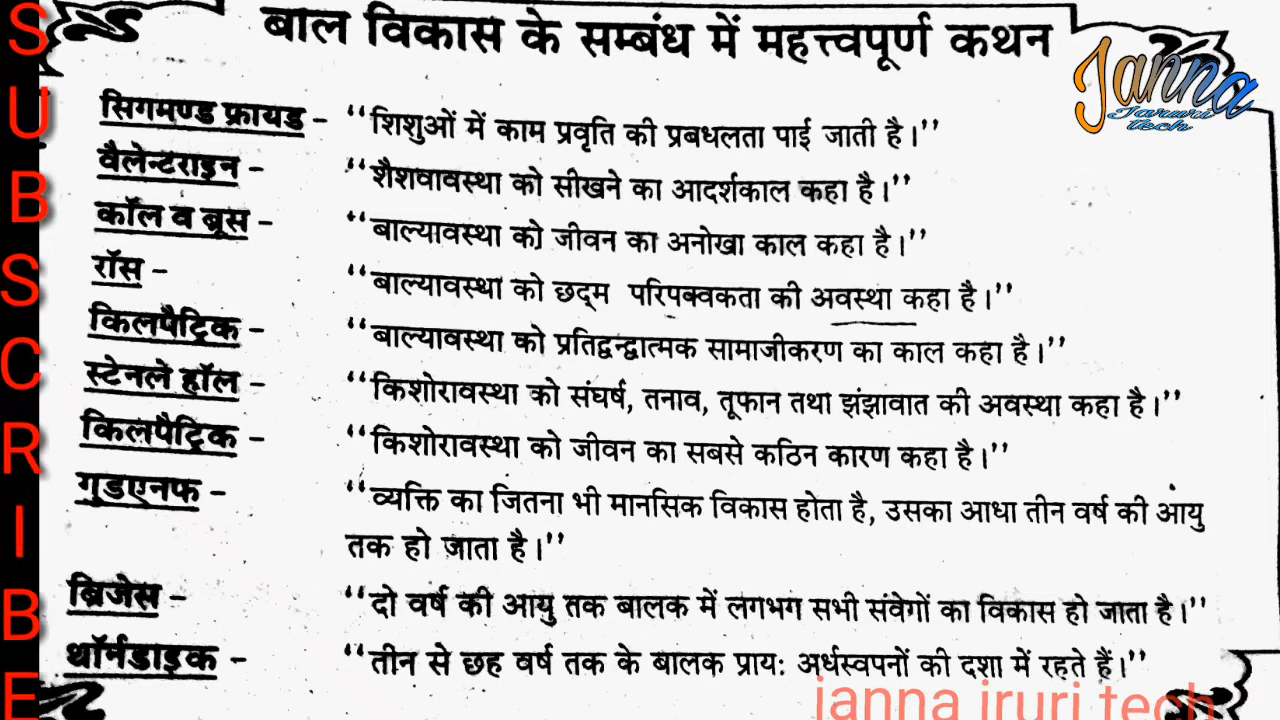 बाल विकास के सम्बंध में महत्त्वपूर्ण कथन
Janna
Jaruri
tech
सिगमण्ड फ्रायड – “शिशुओं में काम प्रवृति की प्रबधलता पाई जाती है।”
वैलेन्टराइन – “शैशवावस्था को सीखने का आदर्शकाल कहा है।”
कॉल व ब्रूस – “बाल्यावस्था को जीवन का अनोखा काल कहा है।”
रॉस – “बाल्यावस्था को छद्म परिपक्वकता की अवस्था कहा है।”
किलपैट्रिक – “बाल्यावस्था को प्रतिद्वन्द्वात्मक सामाजीकरण का काल कहा है।”
स्टेनले हॉल – “किशोरावस्था को संघर्ष, तनाव, तूफान तथा झंझावात की अवस्था कहा है।”
किलपैट्रिक – “किशोरावस्था को जीवन का सबसे कठिन कारण कहा है।”
गुडएनफ – “व्यक्ति का जितना भी मानसिक विकास होता है, उसका आधा तीन वर्ष की आयु
तक हो जाता है।”
ब्रिजेस – “दो वर्ष की आयु तक बालक में लगभग सभी संवेगों का विकास हो जाता है।”
थॉर्नडाइक – “तीन से छह वर्ष तक के बालक प्राय: अर्धस्वपनों की दशा में रहते हैं।”
SUBSCRIBE
janna jruri tech